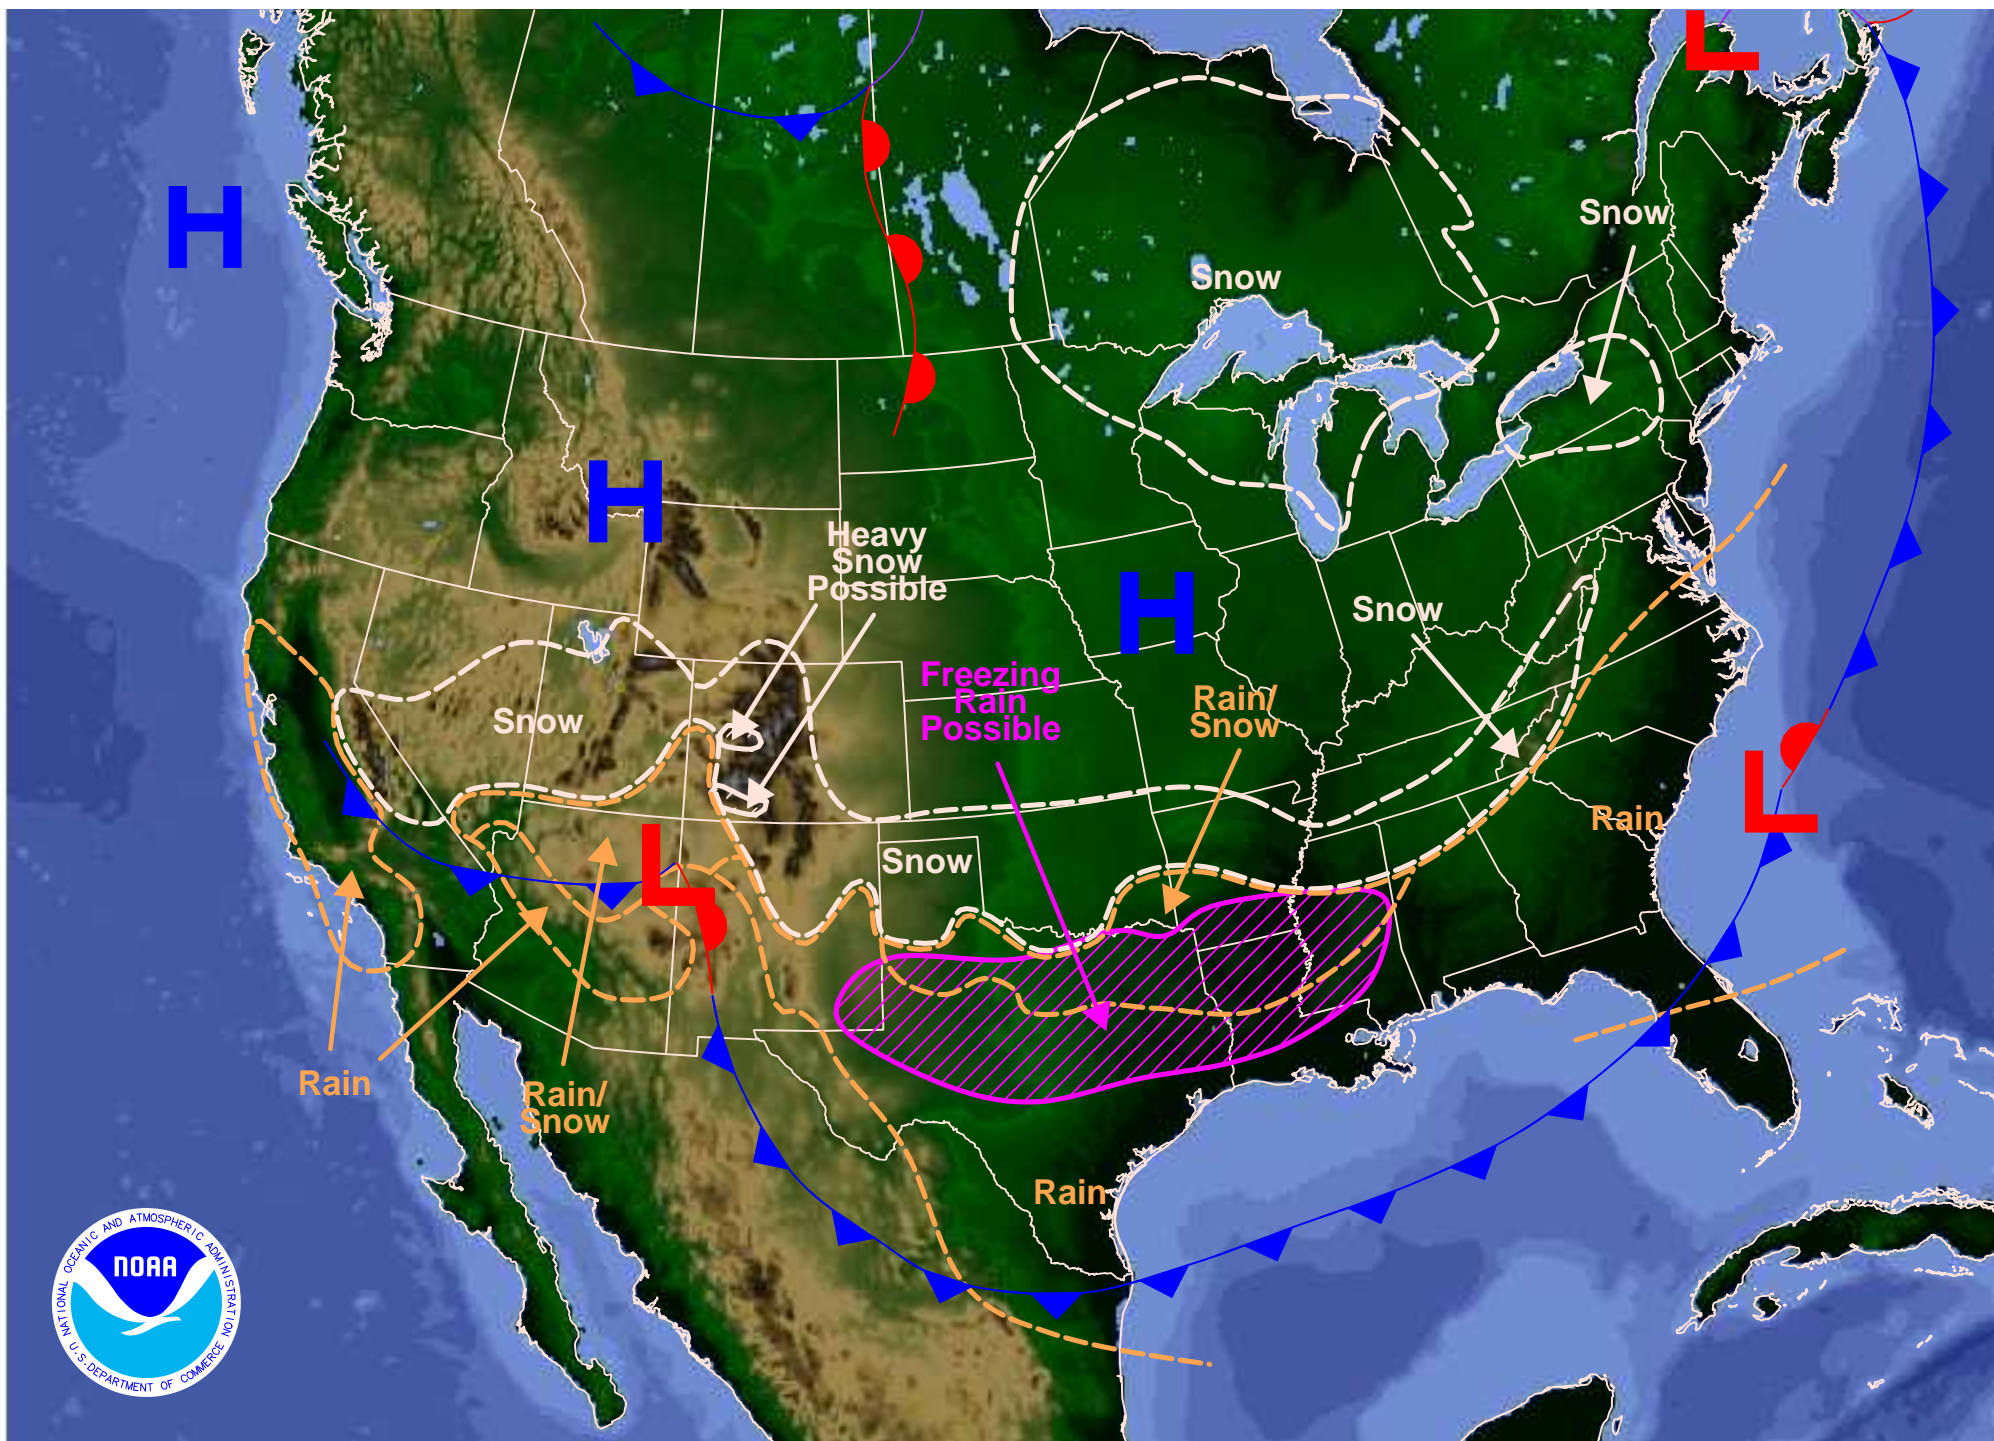 L
Snow
H
Snow
H
Heavy
Snow
Possible
H
Snow
Freezing
Rain
Possible
Rain/
Snow
Snow
L
Rain
L
Snow
Rain
Rain/
Snow
Rain
NATIONAL OCEANIC AND ATMOSPHERIC ADMINISTRATION
NOAA
U.S. DEPARTMENT OF COMMERCE